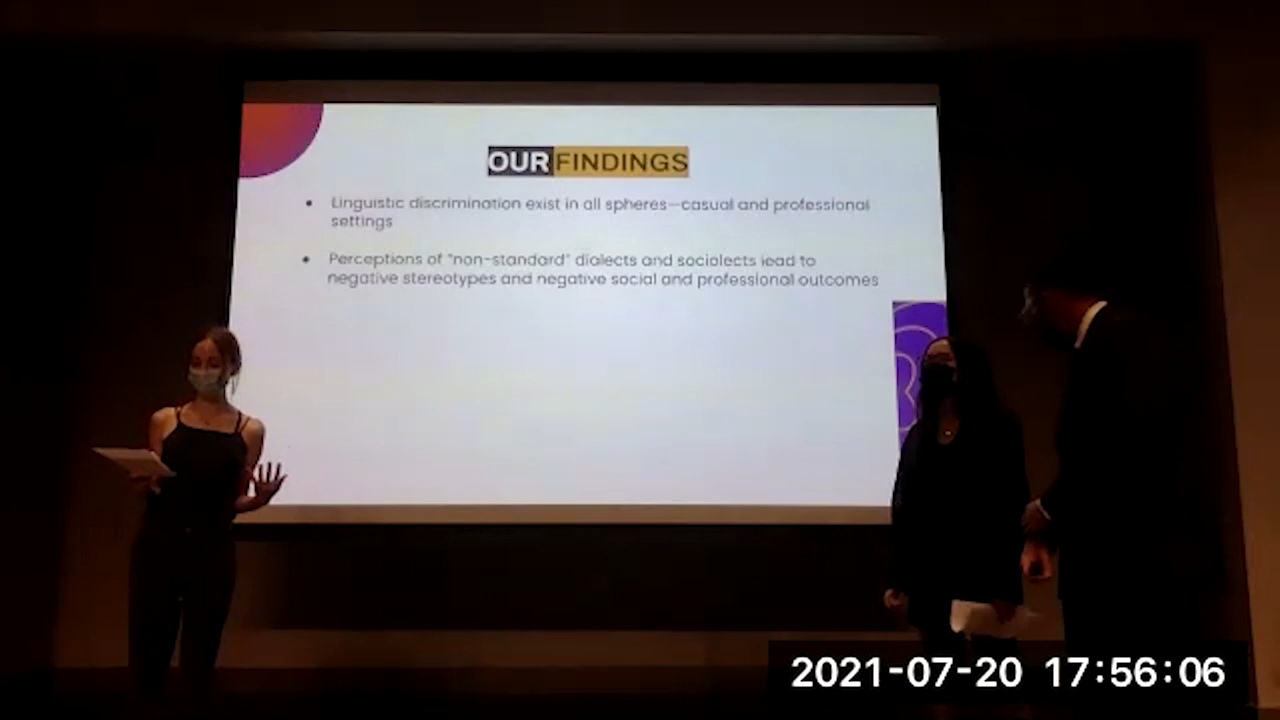 OUR FINDINGS
• Linguistic discrimination exist in all spheres—casual and professional
settings
• Perceptions of "non-standard" dialects and sociolects lead to
negative stereotypes and negative social and professional outcomes
2021-07-20 17:56:06